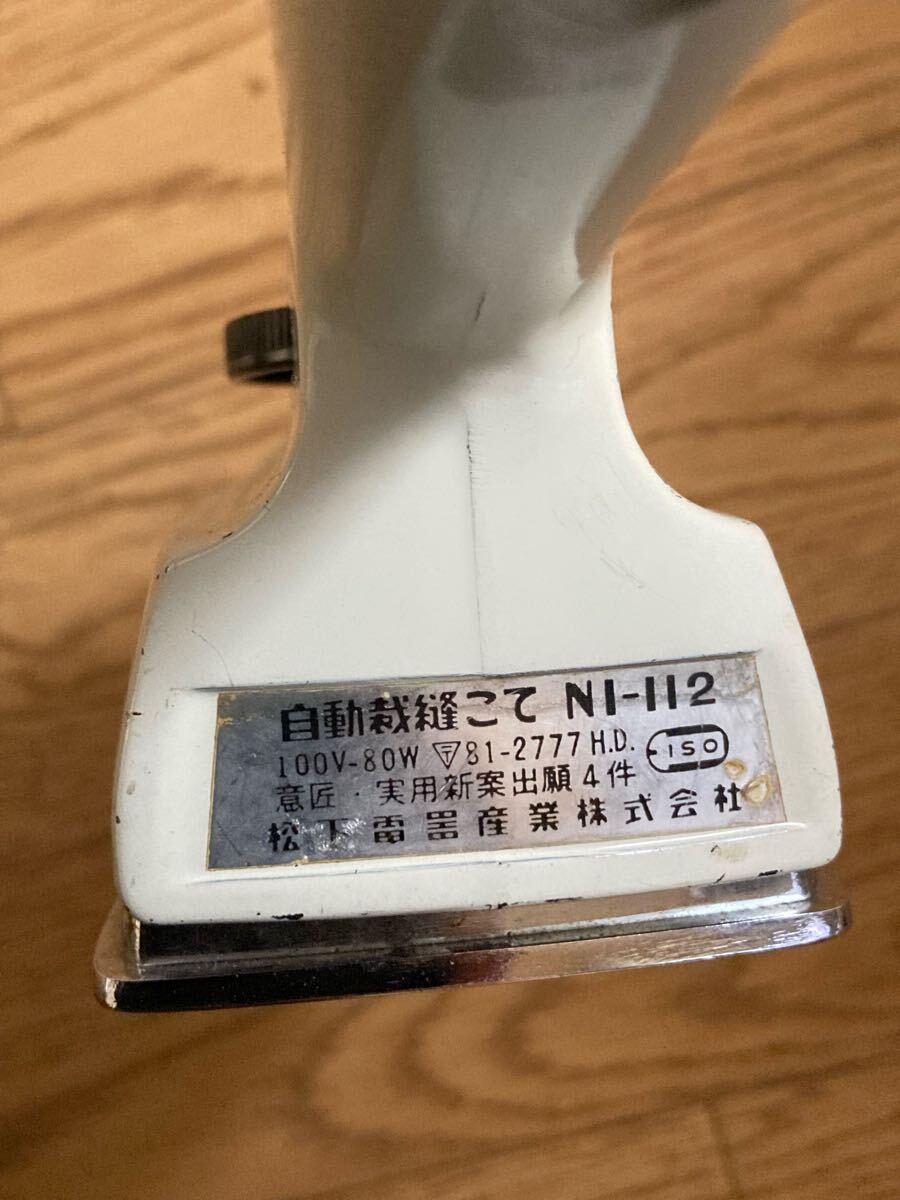 自動裁縫こて NI-112
100V-80W 〒81-2777 H.D. ISO
意匠・実用新案出願4件
松下電器産業株式会社